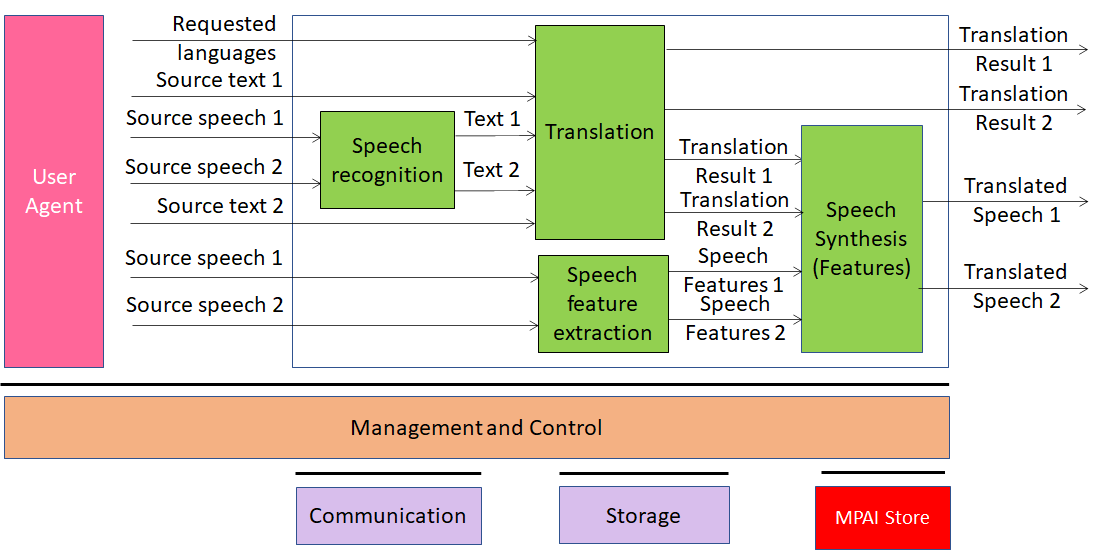 User
Agent
Requested
languages
Source text 1
Source speech 1
Source speech 2
Source text 2
Source speech 1
Source speech 2
Speech
recognition
Text 1
Text 2
Translation
Speech
feature
extraction
Translation
Result 1
Translation
Result 2
Speech
Features 1
Speech
Features 2
Speech
Synthesis
(Features)
Translation
Result 1
Translation
Result 2
Translated
Speech 1
Translated
Speech 2
Management and Control
Communication
Storage
MPAI Store